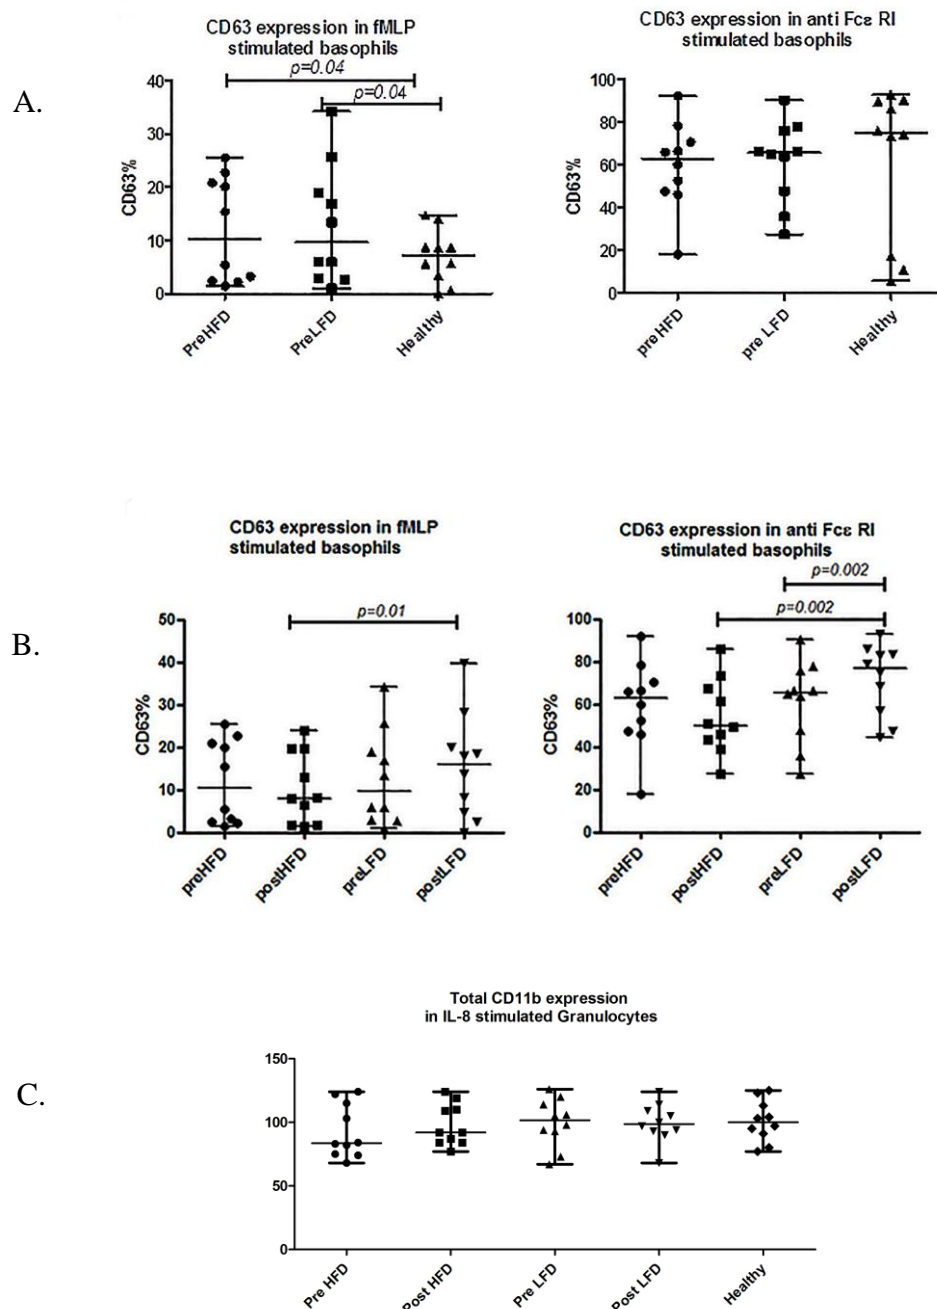 A.
CD63 expression in fMLP
stimulated basophils
p=0.04
p=0.04
40
30
20
10
0
CD63%
PreHFD
PreLFD
Healthy
CD63 expression in anti Fcε RI
stimulated basophils
100
80
60
40
20
0
CD63%
preHFD
pre LFD
Healthy
B.
CD63 expression in fMLP
stimulated basophils
p=0.01
50
40
30
20
10
0
CD63%
preHFD
postHFD
preLFD
postLFD
CD63 expression in anti Fcε RI
stimulated basophils
p=0.002
p=0.002
100
80
60
40
20
0
CD63%
preHFD
postHFD
preLFD
postLFD
C.
Total CD11b expression
in IL-8 stimulated Granulocytes
150
100
50
0
Pre HFD
Post HFD
Pre LFD
Post LFD
Healthy